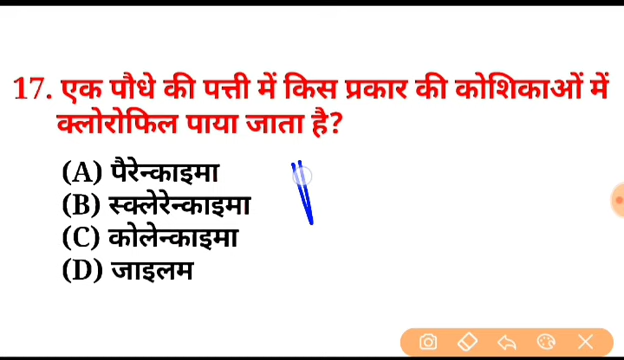 17. एक पौधे की पत्ती में किस प्रकार की कोशिकाओं में
क्लोरोफिल पाया जाता है?
(A) पैरेन्काइमा
(B) स्क्लेरेन्काइमा
(C) कोलेन्काइमा
(D) जाइलम